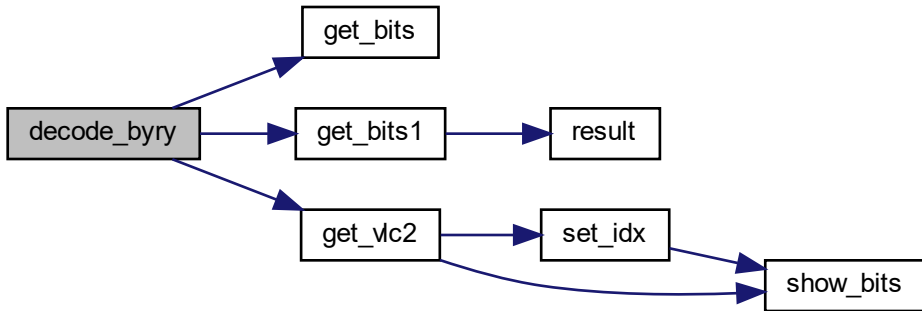 get_bits
decode_byry
get_bits1
result
get_vlc2
set_idx
show_bits